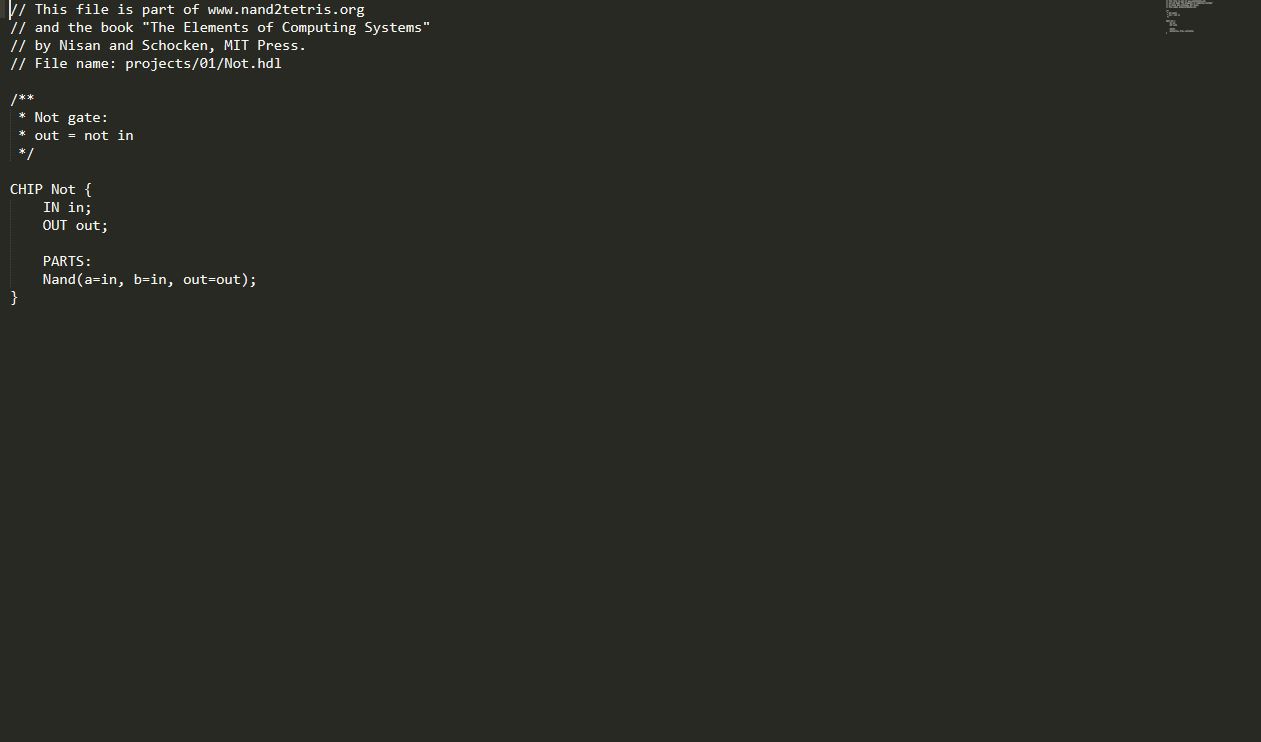 // This file is part of www.nand2tetris.org
// and the book "The Elements of Computing Systems"
// by Nisan and Schocken, MIT Press.
// File name: projects/01/Not.hdl

/**
 * Not gate:
 * out = not in
 */

CHIP Not {
    IN in;
    OUT out;

    PARTS:
    Nand(a=in, b=in, out=out);
}